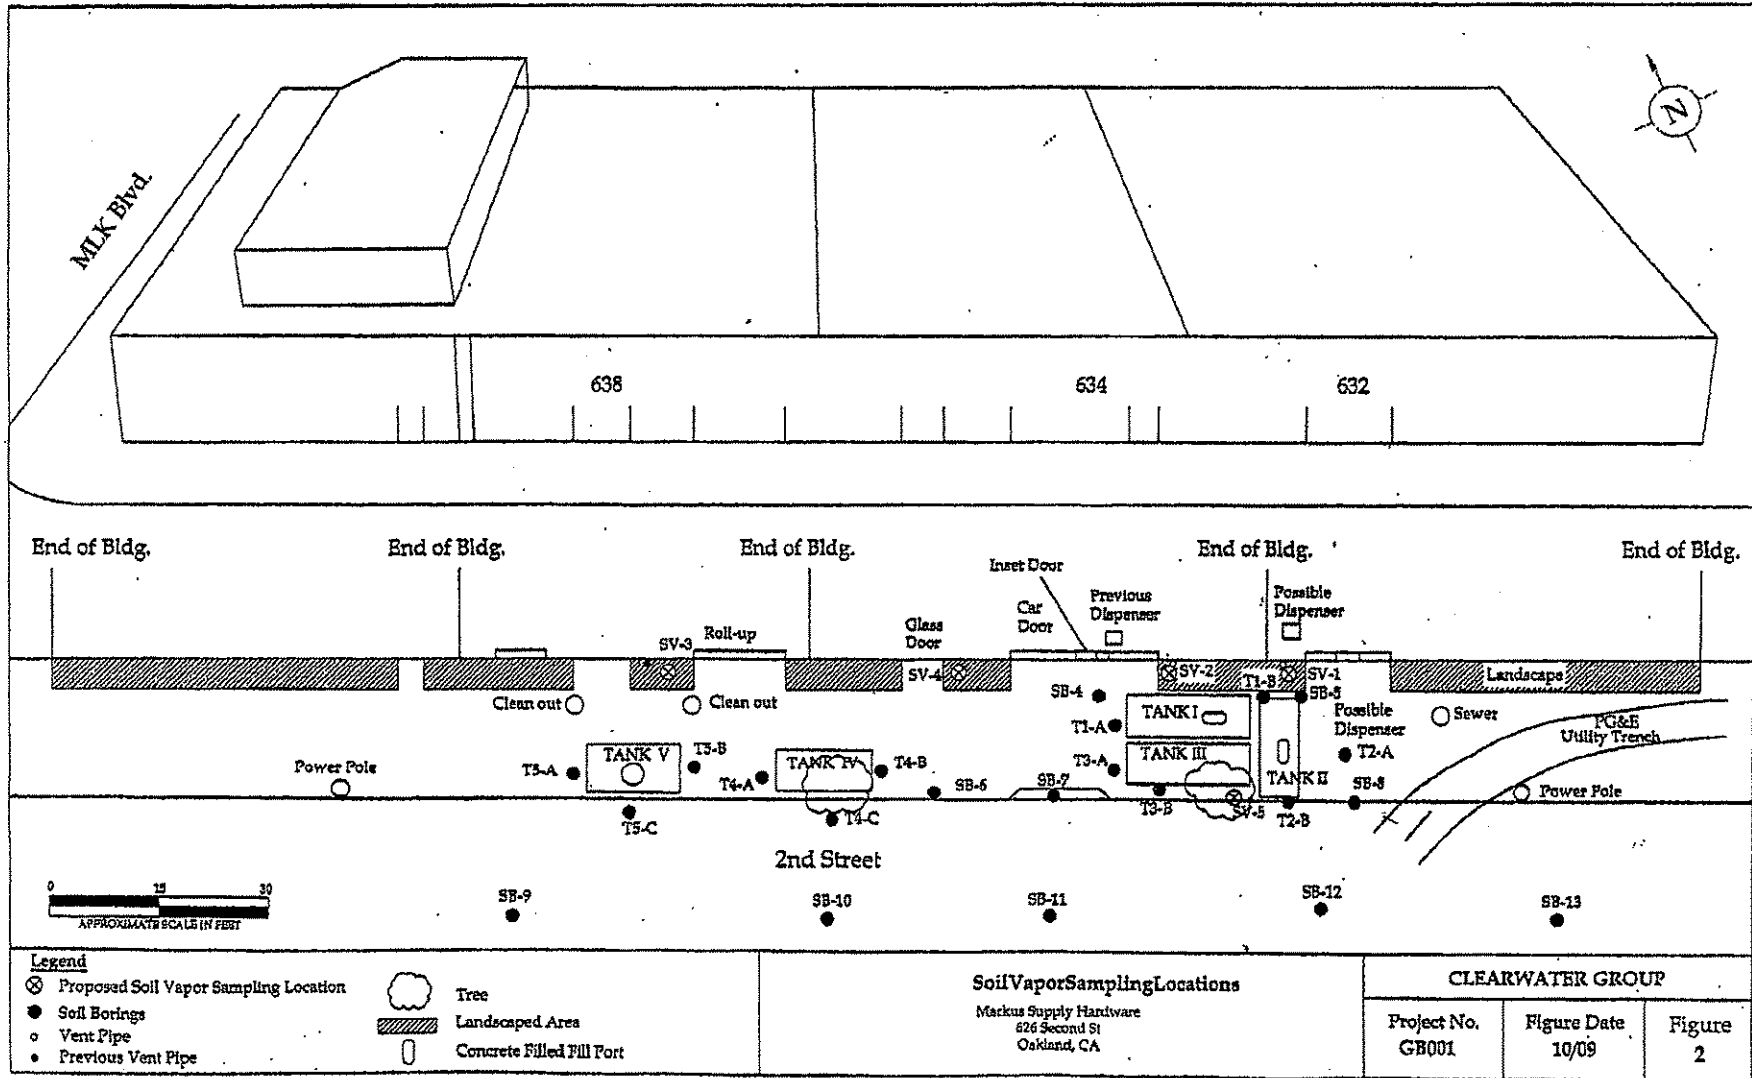 N
MLK Blvd.
638
634
632
End of Bldg.
End of Bldg.
End of Bldg.
End of Bldg.
End of Bldg.
Inset Door
Previous
Dispenser
Possible
Dispenser
Car
Door
Glass
Door
SV-3
Roll-up
SV-4
SV-2
SV-1
Landscape
Clean out
Clean out
SB-4
T1-B
SB-5
TANK I
T1-A
Possible
Dispenser
Sewer
PG&E
Utility Trench
TANK V
T5-B
T5-A
TANK IV
T4-A
T4-B
TANK III
T3-A
T2-A
TANK II
Power Pole
SB-6
SB-7
SB-8
Power Pole
T5-C
T4-C
T3-B
SV-5
T2-B
2nd Street
0 15 30
APPROXIMATE SCALE IN FEET
SB-9
SB-10
SB-11
SB-12
SB-13
Legend
Proposed Soil Vapor Sampling Location
Soil Borings
Vent Pipe
Previous Vent Pipe
Tree
Landscaped Area
Concrete Filled Fill Port
SoilVaporSamplingLocations
Markus Supply Hardware
626 Second St
Oakland, CA
CLEARWATER GROUP
Project No.
GB001
Figure Date
10/09
Figure
2